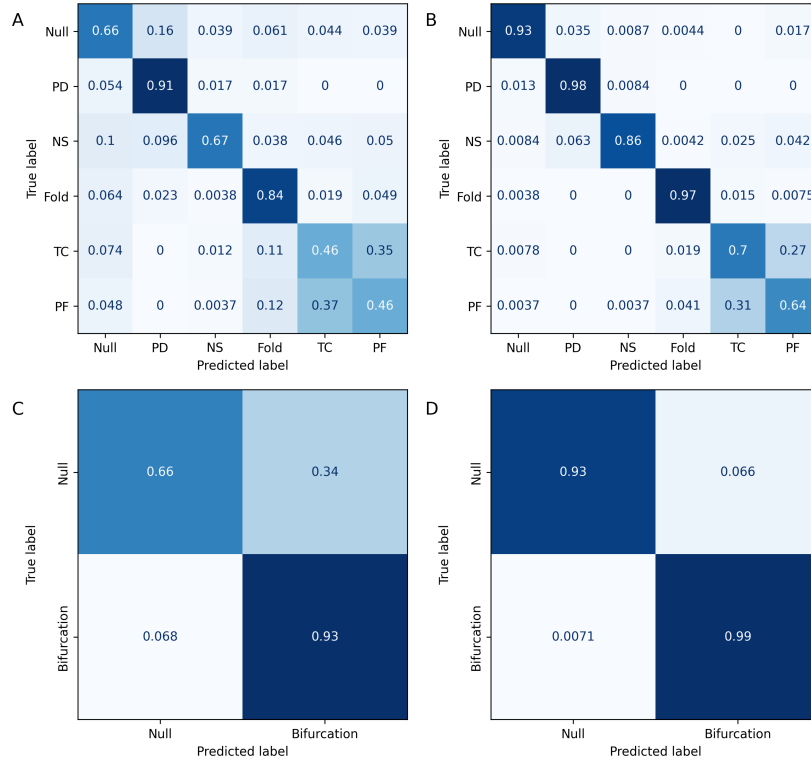 A
True label
Null 0.66 0.16 0.039 0.061 0.044 0.039
PD 0.054 0.91 0.017 0.017 0 0
NS 0.1 0.096 0.67 0.038 0.046 0.05
Fold 0.064 0.023 0.0038 0.84 0.019 0.049
TC 0.074 0 0.012 0.11 0.46 0.35
PF 0.048 0 0.0037 0.12 0.37 0.46
Null PD NS Fold TC PF
Predicted label
B
True label
Null 0.93 0.035 0.0087 0.0044 0 0.017
PD 0.013 0.98 0.0084 0 0 0
NS 0.0084 0.063 0.86 0.0042 0.025 0.042
Fold 0.0038 0 0 0.97 0.015 0.0075
TC 0.0078 0 0 0.019 0.7 0.27
PF 0.0037 0 0.0037 0.041 0.31 0.64
Null PD NS Fold TC PF
Predicted label
C
True label
Null 0.66 0.34
Bifurcation 0.068 0.93
Null Bifurcation
Predicted label
D
True label
Null 0.93 0.066
Bifurcation 0.0071 0.99
Null Bifurcation
Predicted label